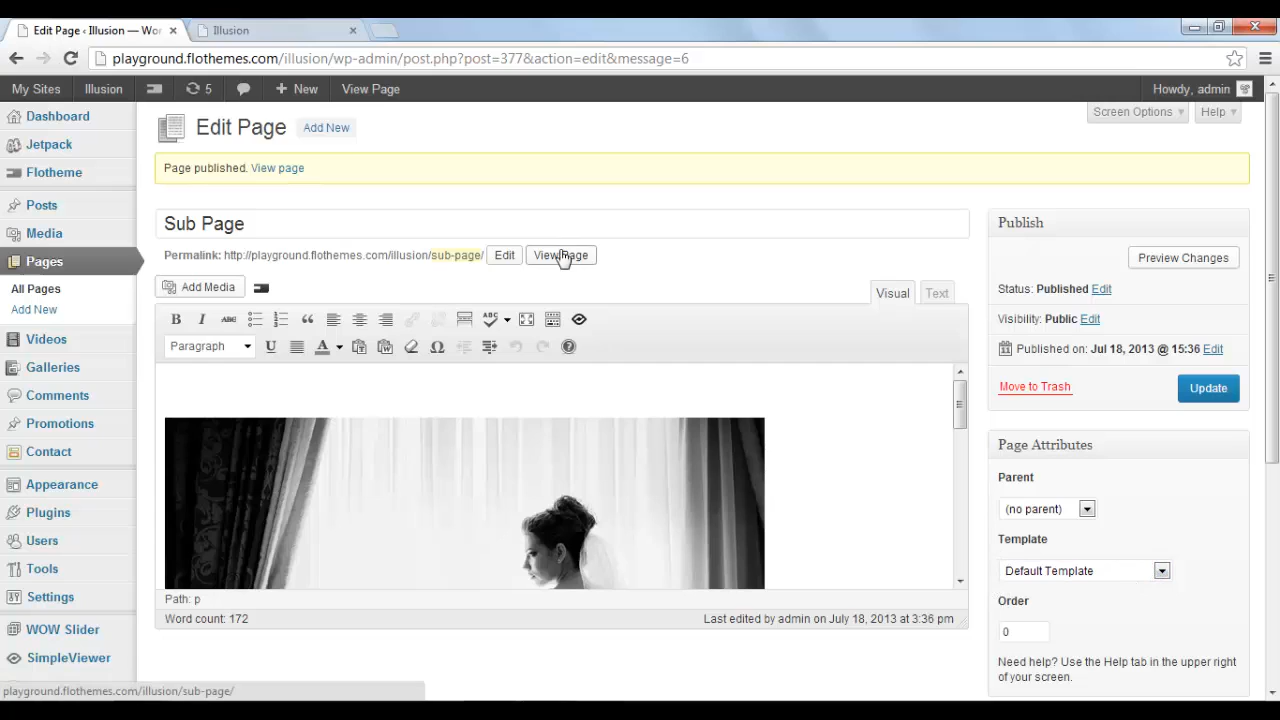 Edit Page ‹ Illusion — Wor
Illusion
playground.flothemes.com/illusion/wp-admin/post.php?post=377&action=edit&message=6
My Sites Illusion 5 New View Page Howdy, admin
Dashboard
Jetpack
Flotheme
Posts
Media
Pages
All Pages
Add New
Videos
Galleries
Comments
Promotions
Contact
Appearance
Plugins
Users
Tools
Settings
WOW Slider
SimpleViewer
Screen Options Help
Edit Page Add New
Page published. View page
Sub Page
Permalink: http://playground.flothemes.com/illusion/sub-page/ Edit View Page
Add Media
Visual Text
B I ABC ABC
Paragraph U A Ω ?
Path: p
Word count: 172 Last edited by admin on July 18, 2013 at 3:36 pm
Publish
Preview Changes
Status: Published Edit
Visibility: Public Edit
Published on: Jul 18, 2013 @ 15:36 Edit
Move to Trash Update
Page Attributes
Parent
(no parent)
Template
Default Template
Order
0
Need help? Use the Help tab in the upper right
of your screen.
playground.flothemes.com/illusion/sub-page/